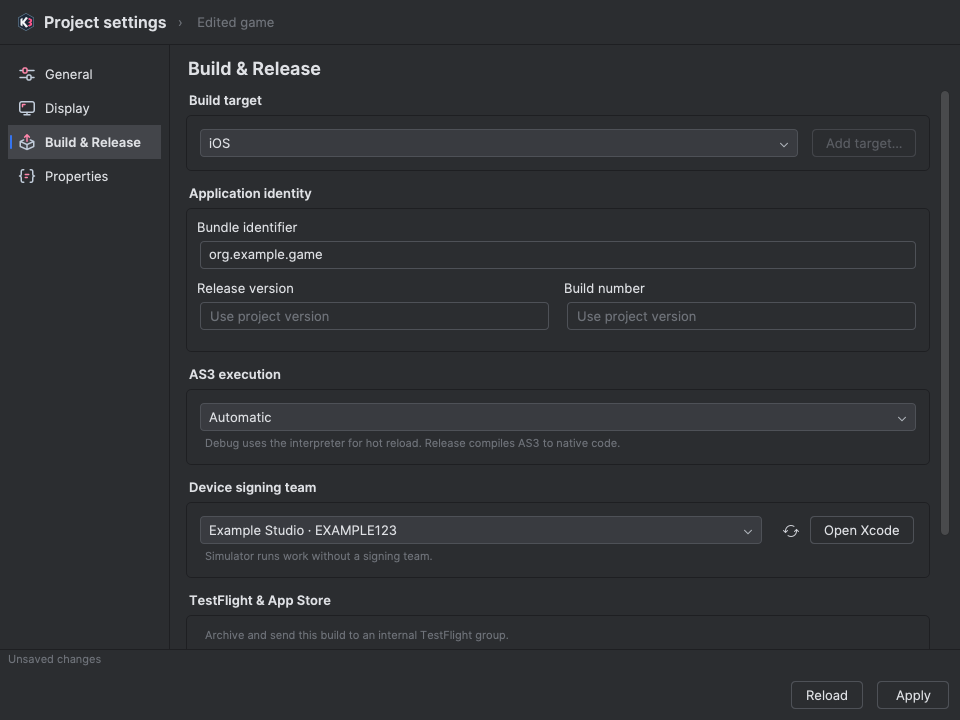 Project settings › Edited game
General
Display
Build & Release
Properties
Build & Release
Build target
iOS
Add target...
Application identity
Bundle identifier
org.example.game
Release version
Build number
Use project version
Use project version
AS3 execution
Automatic
Debug uses the interpreter for hot reload. Release compiles AS3 to native code.
Device signing team
Example Studio · EXAMPLE123
Open Xcode
Simulator runs work without a signing team.
TestFlight & App Store
Archive and send this build to an internal TestFlight group.
Unsaved changes
Reload
Apply